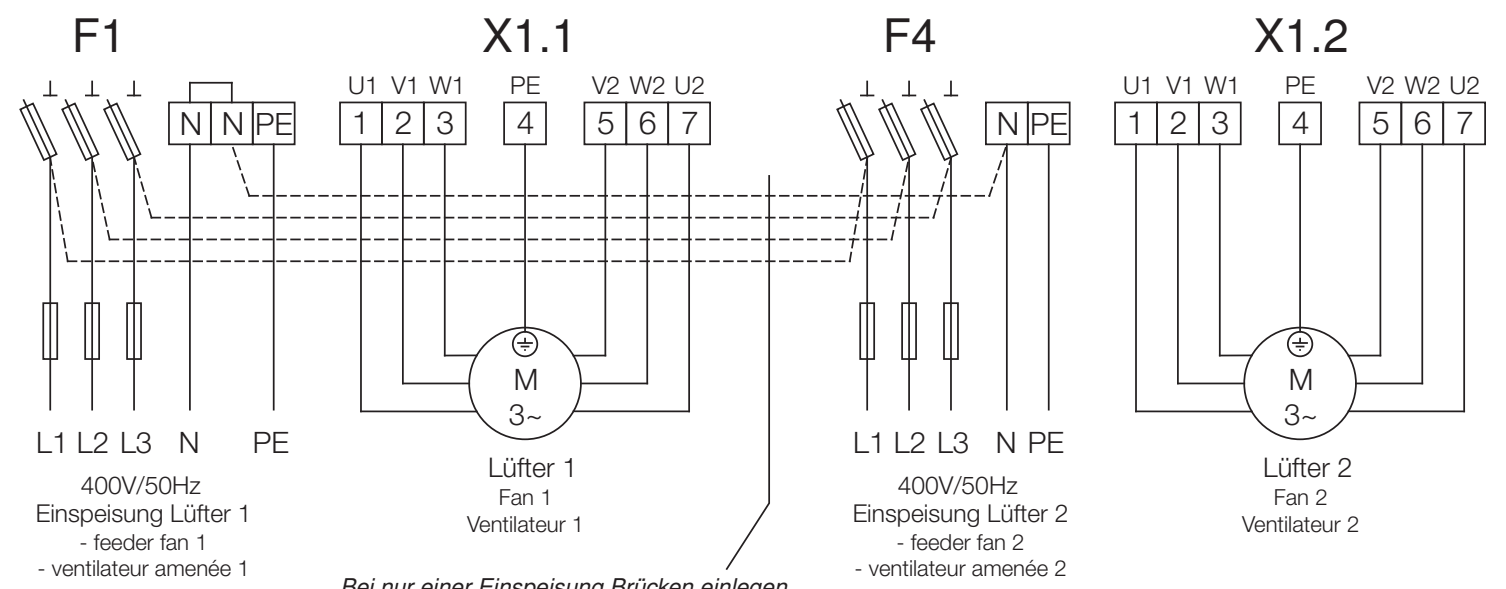 F1 X1.1 F4 X1.2
U1 V1 W1 PE V2 W2 U2 U1 V1 W1 PE V2 W2 U2
N N PE 1 2 3 4 5 6 7 N PE 1 2 3 4 5 6 7
M M
3~ 3~
L1 L2 L3 N PE L1 L2 L3 N PE
400V/50Hz
Einspeisung Lüfter 1
- feeder fan 1
- ventilateur amenée 1
Lüfter 1
Fan 1
Ventilateur 1
400V/50Hz
Einspeisung Lüfter 2
- feeder fan 2
- ventilateur amenée 2
Lüfter 2
Fan 2
Ventilateur 2
Bei nur einer Einspeisung Brücken einlegen